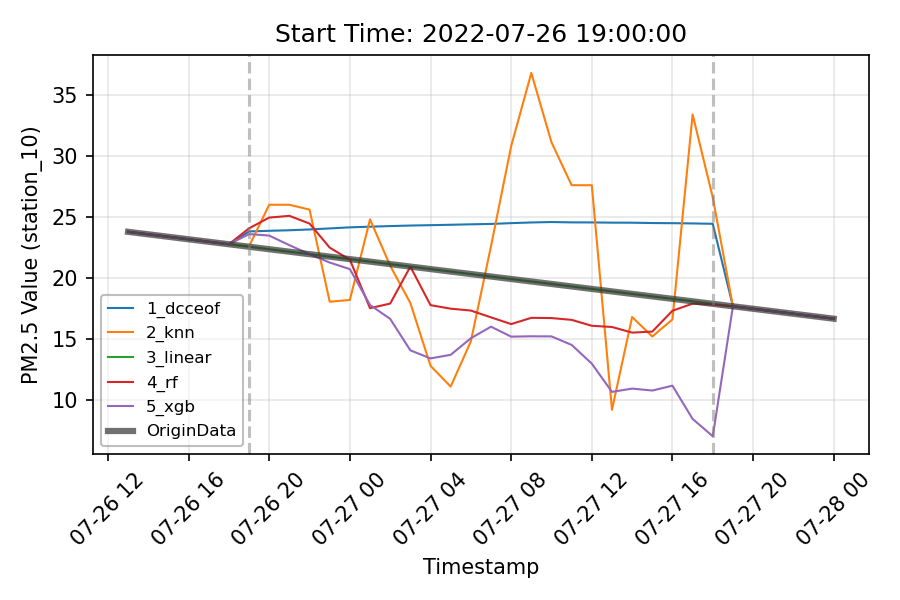 Start Time: 2022-07-26 19:00:00
PM2.5 Value (station_10)
35
30
25
20
15
10
1_dcceof
2_knn
3_linear
4_rf
5_xgb
OriginData
07-26 12
07-26 16
07-26 20
07-27 00
07-27 04
07-27 08
07-27 12
07-27 16
07-27 20
07-28 00
Timestamp